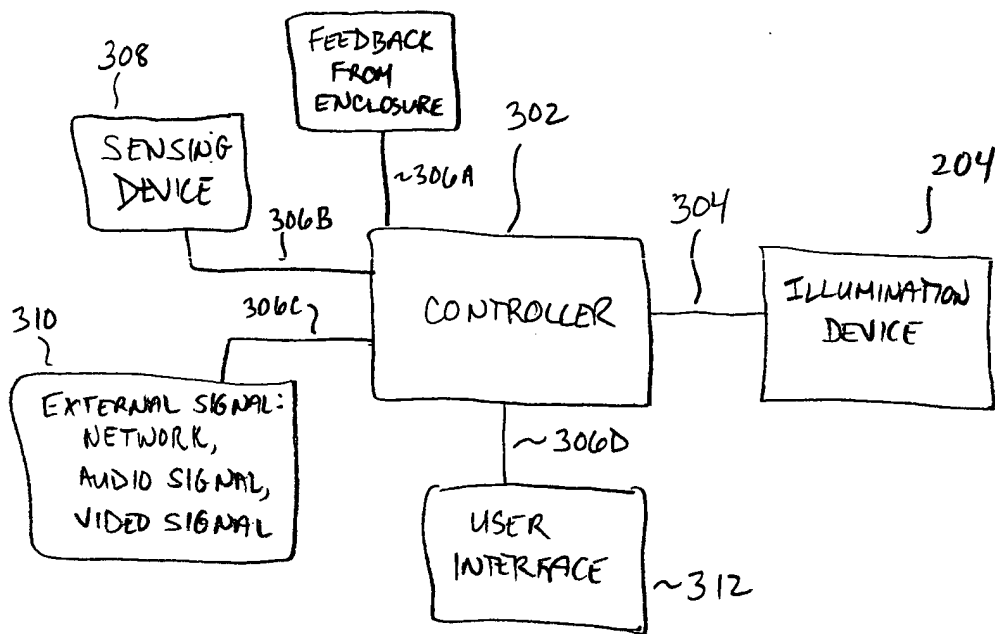 308
FEEDBACK
FROM
ENCLOSURE
302
SENSING
DEVICE
~306A
204
306B
304
310
306C
CONTROLLER
ILLUMINATION
DEVICE
EXTERNAL SIGNAL:
NETWORK,
AUDIO SIGNAL,
VIDEO SIGNAL
~306D
USER
INTERFACE
~312